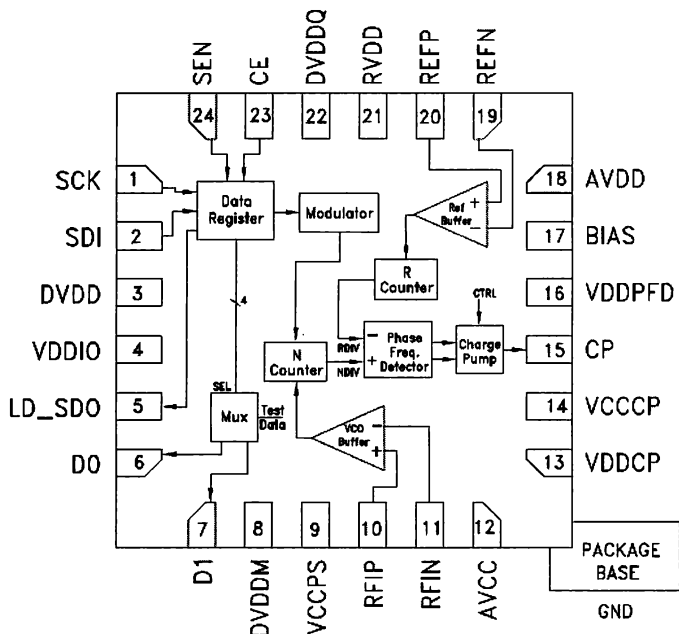 SEN
CE
DVDDQ
RVDD
REFP
REFN
24
23
22
21
20
19
SCK
1
SDI
2
DVDD
3
VDDIO
4
LD_SDO
5
D0
6
18
AVDD
17
BIAS
16
VDDPFD
15
CP
14
VCCCP
13
VDDCP
Data
Register
Modulator
+
Ref
Buffer
−
R
Counter
4
CTRL
N
Counter
RDIV
NDIV
−
+
Phase
Freq.
Detector
Charge
Pump
SEL
Mux
Test
Data
VCO
Buffer
−
+
7
8
9
10
11
12
D1
DVDDM
VCCPS
RFIP
RFIN
AVCC
PACKAGE
BASE
GND